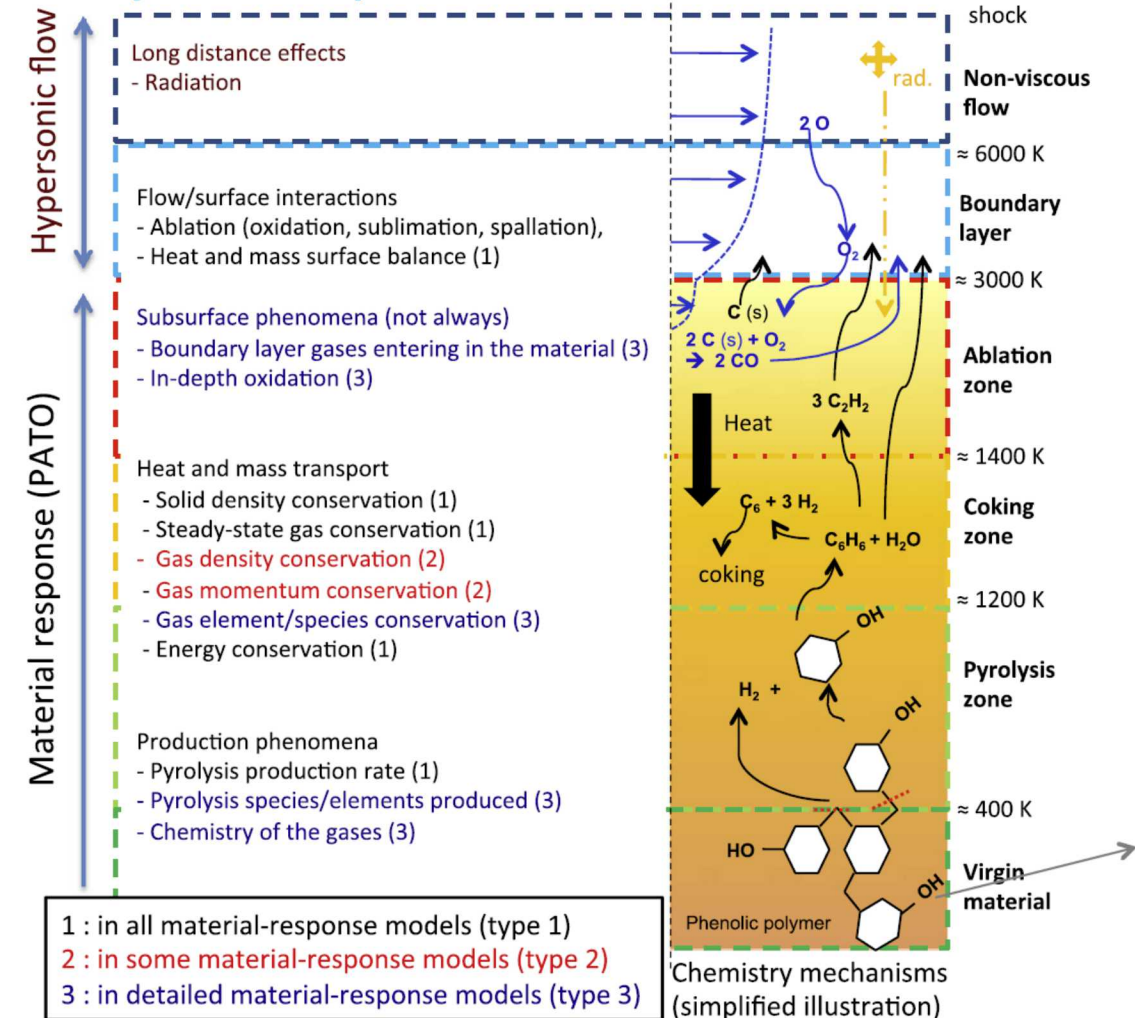 Hypersonic flow
Material response (PATO)
Long distance effects
- Radiation
Flow/surface interactions
- Ablation (oxidation, sublimation, spallation),
- Heat and mass surface balance (1)
Subsurface phenomena (not always)
- Boundary layer gases entering in the material (3)
- In-depth oxidation (3)
Heat and mass transport
- Solid density conservation (1)
- Steady-state gas conservation (1)
- Gas density conservation (2)
- Gas momentum conservation (2)
- Gas element/species conservation (3)
- Energy conservation (1)
Production phenomena
- Pyrolysis production rate (1)
- Pyrolysis species/elements produced (3)
- Chemistry of the gases (3)
1 : in all material-response models (type 1)
2 : in some material-response models (type 2)
3 : in detailed material-response models (type 3)
rad.
2 O
O₂
C (s)
2 C (s) + O₂
➔ 2 CO
3 C₂H₂
Heat
C₆ + 3 H₂
C₆H₆ + H₂O
coking
OH
H₂ +
OH
HO
OH
Phenolic polymer
Chemistry mechanisms
(simplified illustration)
shock
Non-viscous
flow
≈ 6000 K
Boundary
layer
≈ 3000 K
Ablation
zone
≈ 1400 K
Coking
zone
≈ 1200 K
Pyrolysis
zone
≈ 400 K
Virgin
material